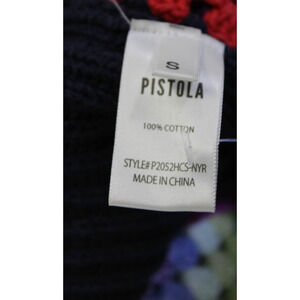 S
PISTOLA
100% COTTON
STYLE# P2052HCS-NYR
MADE IN CHINA